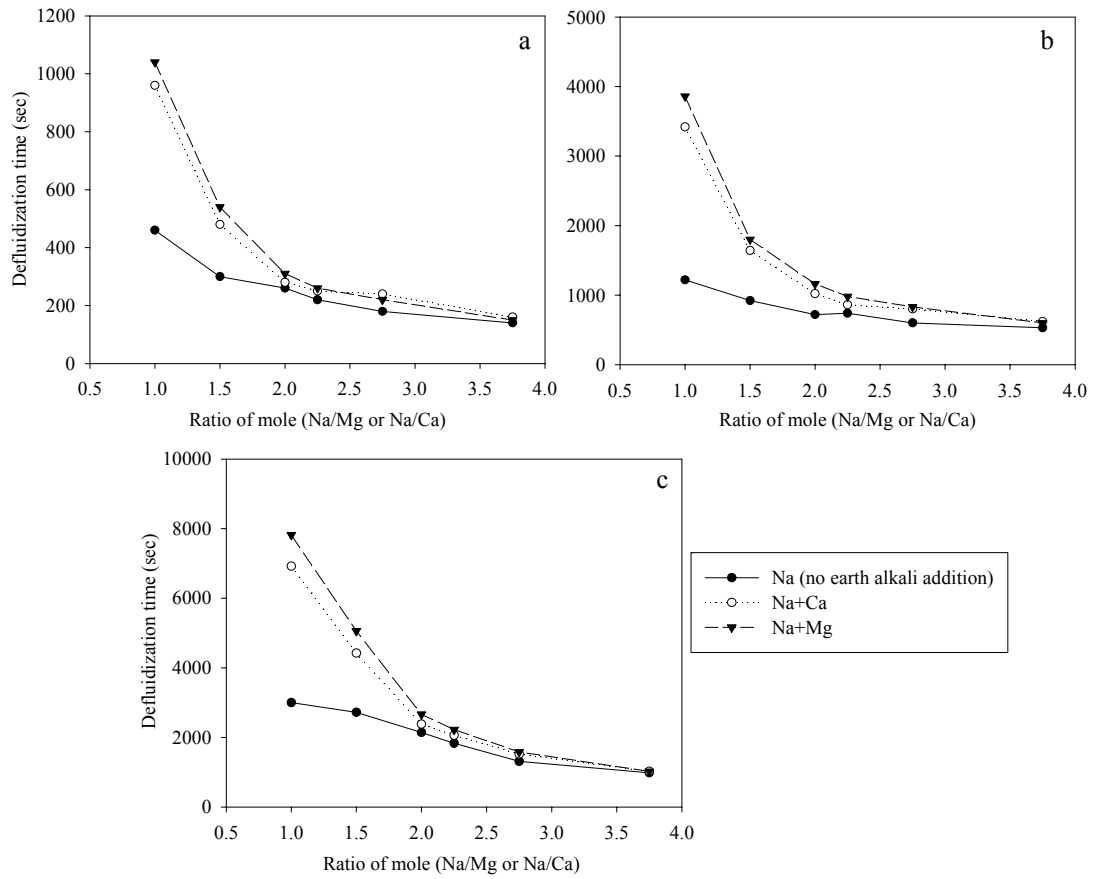 a
1200
1000
800
600
400
200
0
Defluidization time (sec)
0.5 1.0 1.5 2.0 2.5 3.0 3.5 4.0
Ratio of mole (Na/Mg or Na/Ca)
b
5000
4000
3000
2000
1000
0
Defluidization time (sec)
0.5 1.0 1.5 2.0 2.5 3.0 3.5 4.0
Ratio of mole (Na/Mg or Na/Ca)
c
10000
8000
6000
4000
2000
0
Defluidization time (sec)
0.5 1.0 1.5 2.0 2.5 3.0 3.5 4.0
Ratio of mole (Na/Mg or Na/Ca)
Na (no earth alkali addition)
Na+Ca
Na+Mg